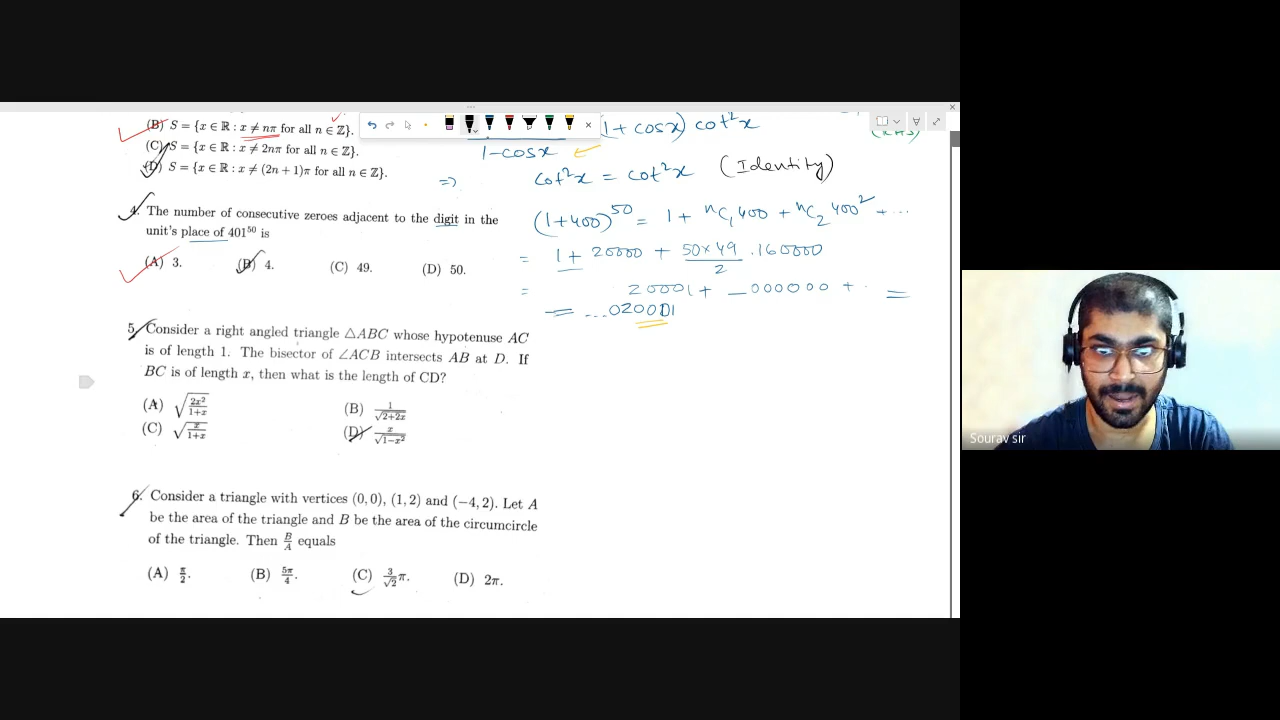 (B) S = {x ∈ ℝ : x ≠ nπ for all n ∈ ℤ}.
(C) S = {x ∈ ℝ : x ≠ 2nπ for all n ∈ ℤ}.
(D) S = {x ∈ ℝ : x ≠ (2n + 1)π for all n ∈ ℤ}.
4. The number of consecutive zeroes adjacent to the digit in the
unit's place of 401⁵⁰ is
(A) 3. (B) 4. (C) 49. (D) 50.
5. Consider a right angled triangle △ABC whose hypotenuse AC
is of length 1. The bisector of ∠ACB intersects AB at D. If
BC is of length x, then what is the length of CD?
(A) √(2x²/(1+x)) (B) 1/√(2+2x)
(C) √(x/(1+x)) (D) x/√(1−x²)
6. Consider a triangle with vertices (0, 0), (1, 2) and (−4, 2). Let A
be the area of the triangle and B be the area of the circumcircle
of the triangle. Then B/A equals
(A) π/2. (B) 5π/4. (C) 3/√2 π. (D) 2π.
(1 + cosx) cot²x
1-cosx
(RHS)
⇒ cot²x = cot²x (Identity)
(1+400)⁵⁰ = 1 + ⁿC₁ 400 + ⁿC₂ 400² + ...
= 1 + 20000 + 50×49/2 . 160000
= 20001 + _000000 + . =
= ...020001
Sourav sir